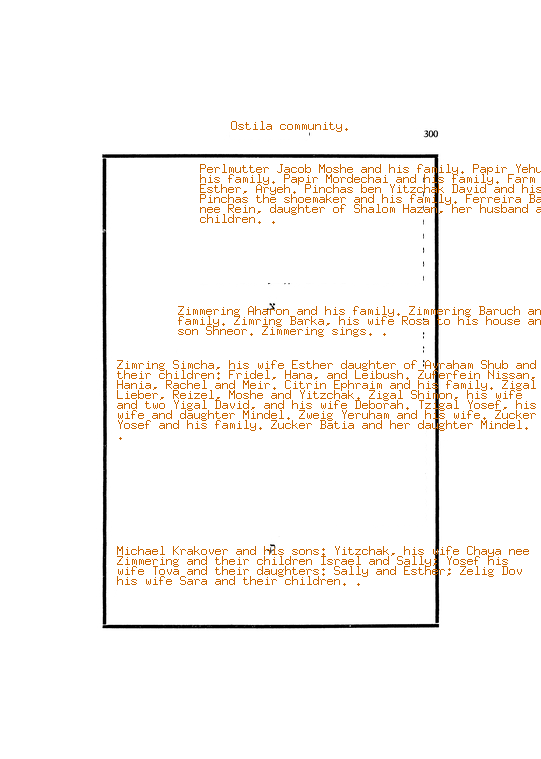 Ostila community.
300
Perlmutter Jacob Moshe and his family. Papir Yehu
his family. Papir Mordechai and his family. Farm
Esther, Aryeh. Pinchas ben Yitzchak David and his
Pinchas the shoemaker and his family. Ferreira Ba
nee Rein, daughter of Shalom Hazan, her husband a
children. .
צ
Zimmering Aharon and his family. Zimmering Baruch an
family. Zimring Barka, his wife Rosa to his house an
son Shneor. Zimmering sings. .
Zimring Simcha, his wife Esther daughter of Avraham Shub and
their children: Fridel, Hana, and Leibush. Zukerfein Nissan,
Hania, Rachel and Meir. Citrin Ephraim and his family. Zigal
Lieber, Reizel, Moshe and Yitzchak. Zigal Shimon, his wife
and two Yigal David, and his wife Deborah. Tzigal Yosef, his
wife and daughter Mindel. Zweig Yeruham and his wife. Zucker
Yosef and his family. Zucker Batia and her daughter Mindel.
.
ק
Michael Krakover and his sons: Yitzchak, his wife Chaya nee
Zimmering and their children Israel and Sally; Yosef his
wife Tova and their daughters: Sally and Esther; Zelig Dov
his wife Sara and their children. .